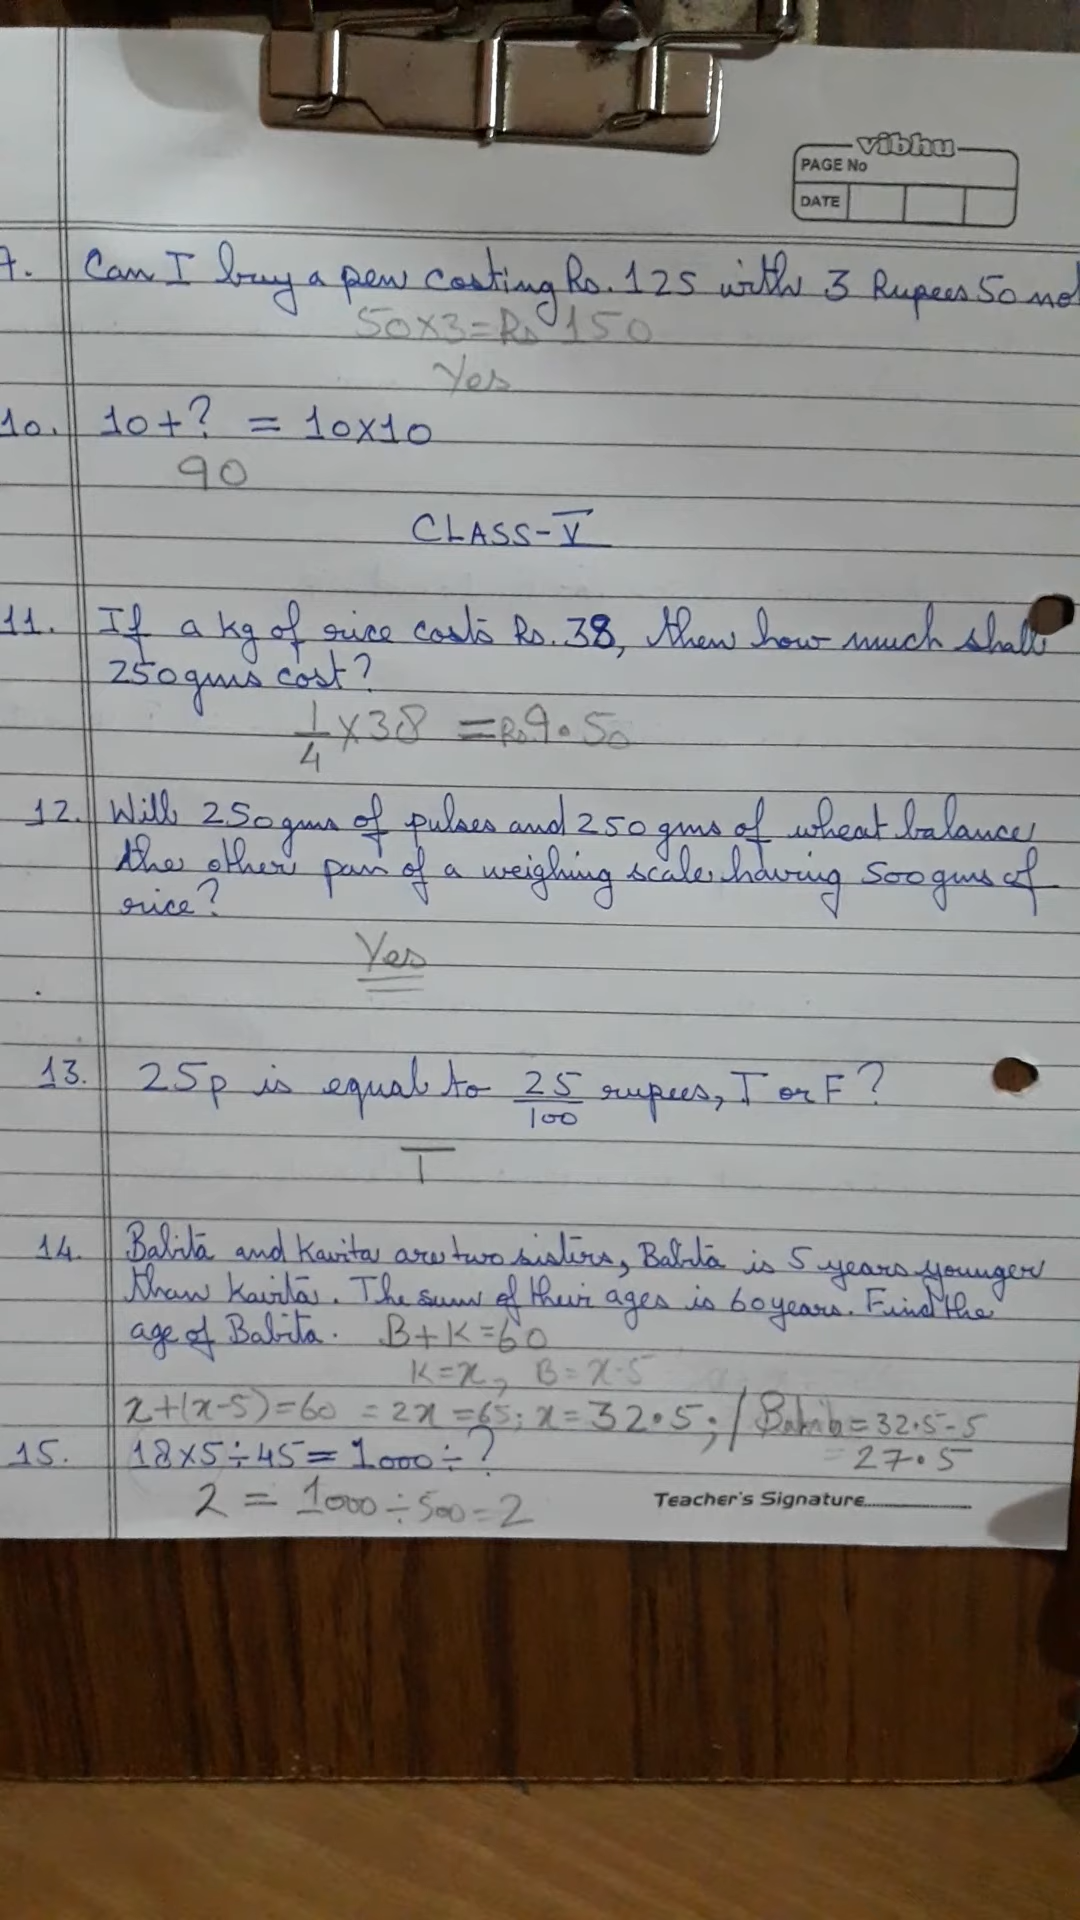 vibhu
PAGE No
DATE
7. Can I buy a pen costing Rs. 125 with 3 Rupees 50 not
50×3=Rs 150
Yes
10. 10+? = 10×10
90
CLASS-V
11. If a kg of rice costs Rs. 38, then how much shall
250gms cost?
1/4 ×38 = Rs 9.50
12. Will 250gms of pulses and 250 gms of wheat balance
the other pan of a weighing scale having 500gms of
rice?
Yes
13. 25p is equal to 25/100 rupees, T or F?
T
14. Babita and Kavita are two sisters, Babita is 5 years younger
than Kavita. The sum of their ages is 60 years. Find the
age of Babita. B+K=60
K=x, B=x-5
x+(x-5)=60 =2x=65; x=32.5; / =32.5-5
=27.5
15. 18×5÷45=1000÷?
2 = 1000÷500=2
Teacher's Signature